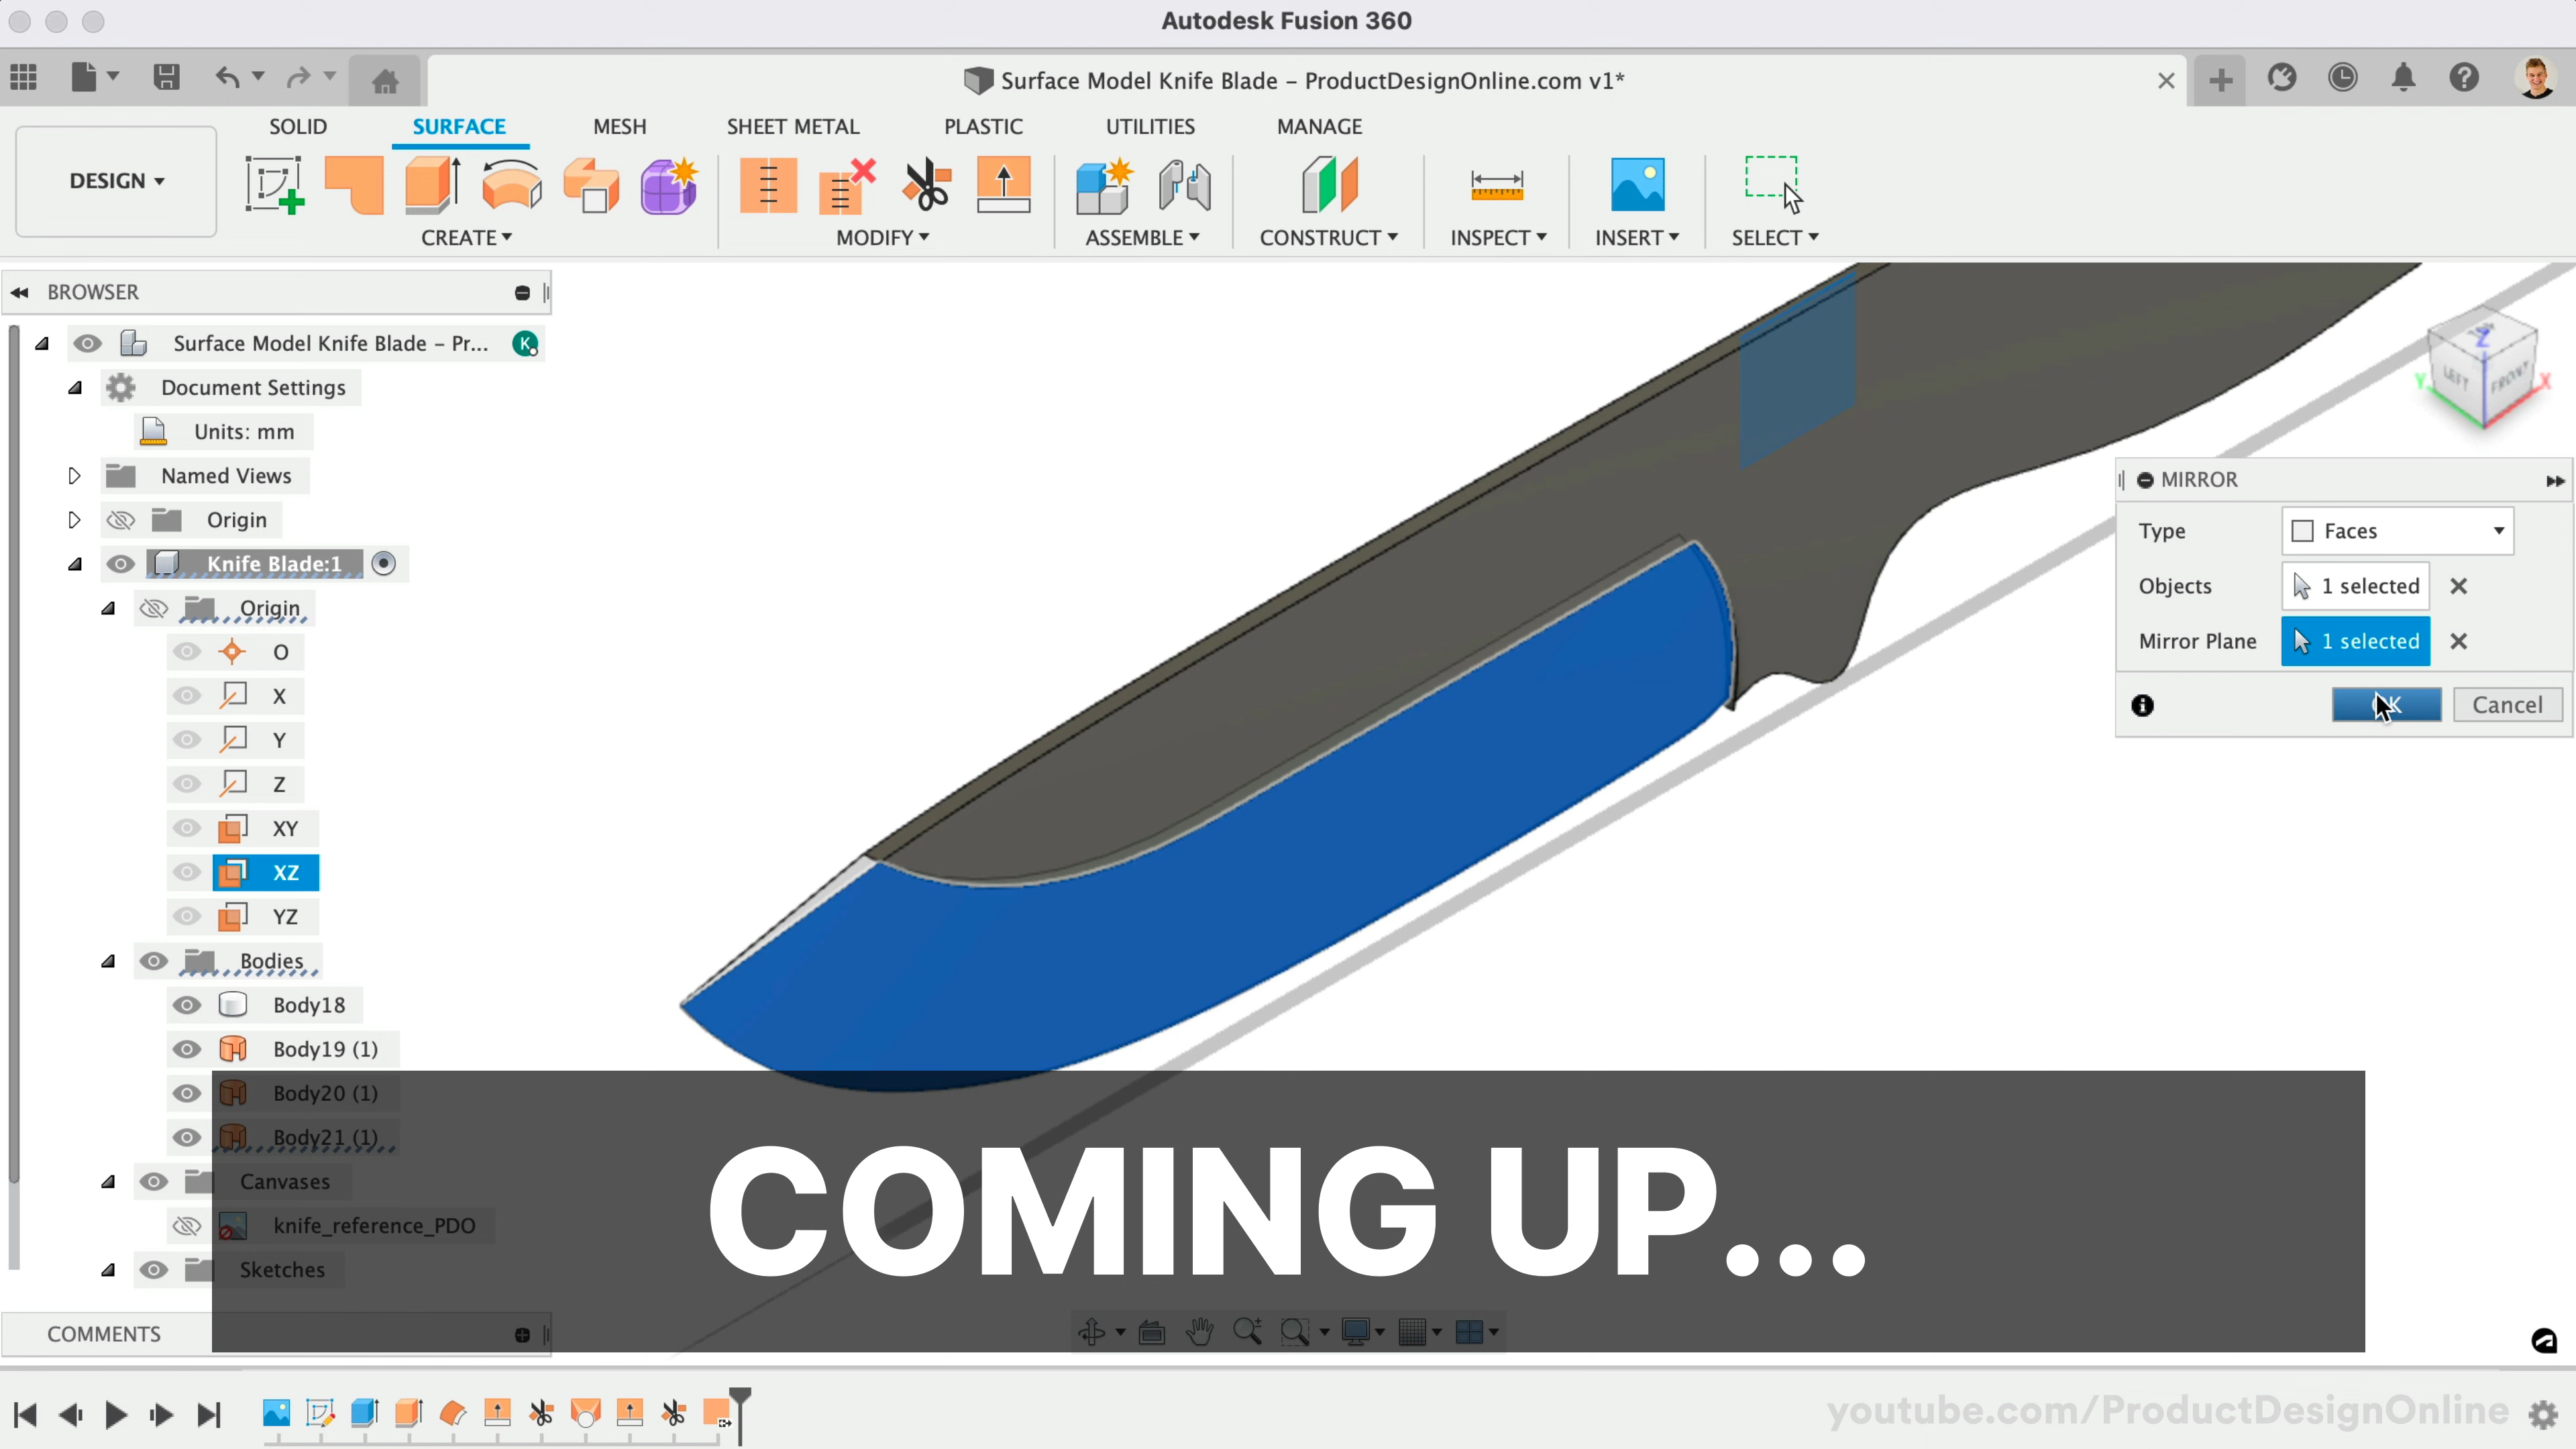 Autodesk Fusion 360
Surface Model Knife Blade – ProductDesignOnline.com v1*
SOLID
SURFACE
MESH
SHEET METAL
PLASTIC
UTILITIES
MANAGE
DESIGN
CREATE
MODIFY
ASSEMBLE
CONSTRUCT
INSPECT
INSERT
SELECT
BROWSER
Surface Model Knife Blade – Pr...
K
Document Settings
Units: mm
Named Views
Origin
Knife Blade:1
Origin
O
X
Y
Z
XY
XZ
YZ
Bodies
Body18
Body19 (1)
Body20 (1)
Body21 (1)
Canvases
knife_reference_PDO
Sketches
COMMENTS
Z
LEFT
FRONT
Y
X
MIRROR
Type
Faces
Objects
1 selected
Mirror Plane
1 selected
OK
Cancel
COMING UP...
youtube.com/ProductDesignOnline